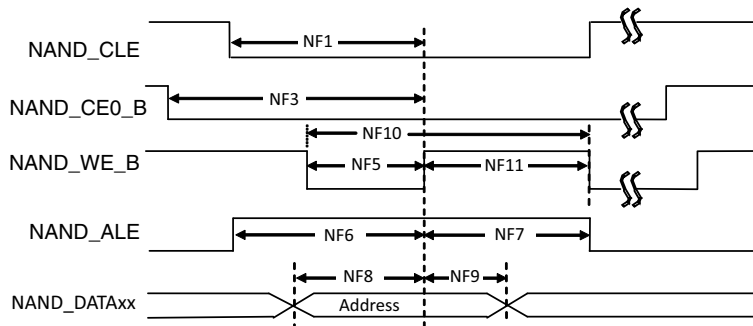 NAND_CLE
NF1
NAND_CE0_B
NF3
NF10
NAND_WE_B
NF5
NF11
NAND_ALE
NF6
NF7
NF8
NF9
NAND_DATAxx
Address